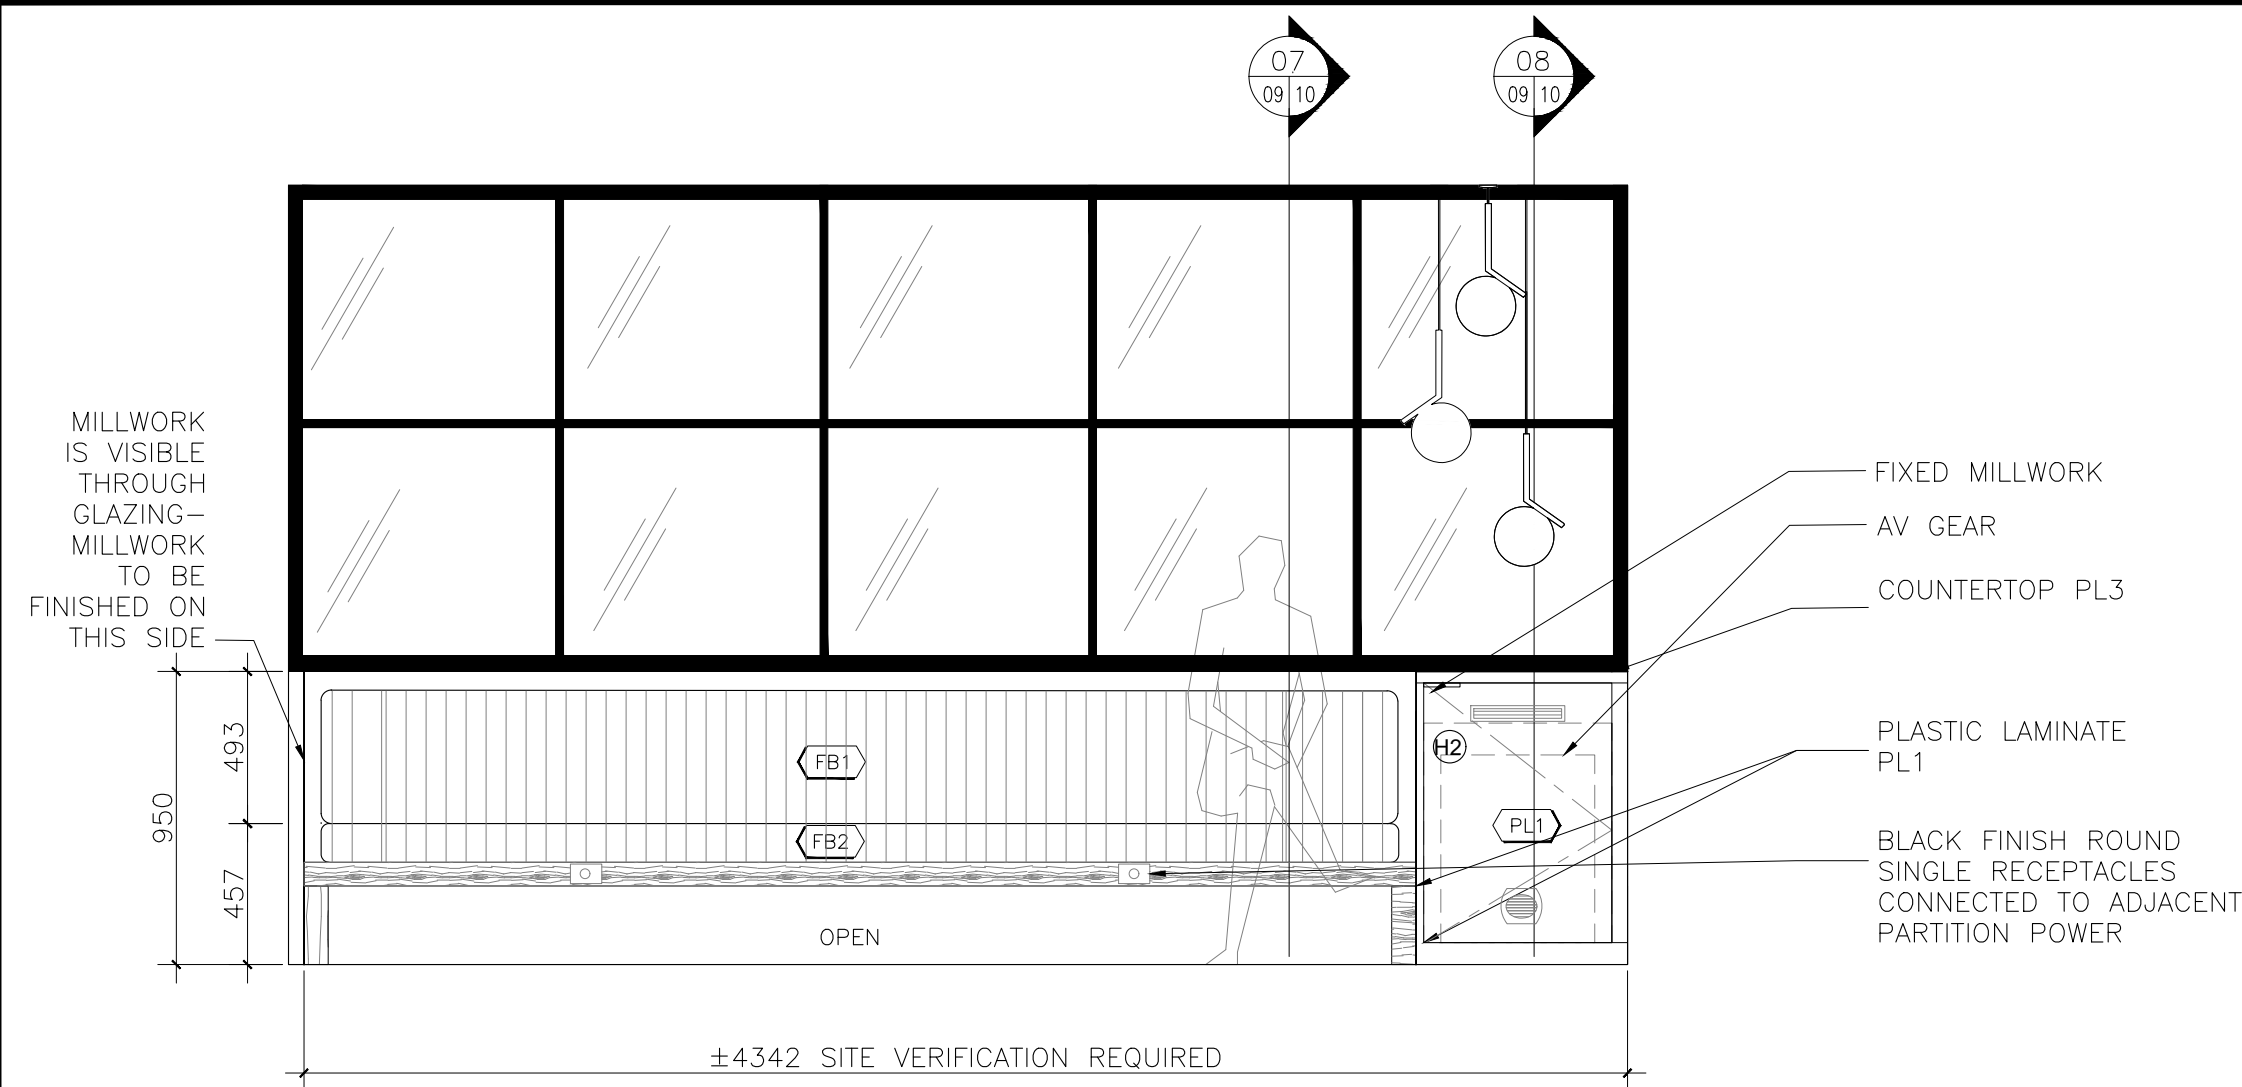 07
09 10
08
09 10
MILLWORK
IS VISIBLE
THROUGH
GLAZING–
MILLWORK
TO BE
FINISHED ON
THIS SIDE
FIXED MILLWORK
AV GEAR
COUNTERTOP PL3
PLASTIC LAMINATE
PL1
BLACK FINISH ROUND
SINGLE RECEPTACLES
CONNECTED TO ADJACENT
PARTITION POWER
950
493
457
FB1
FB2
H2
PL1
OPEN
±4342 SITE VERIFICATION REQUIRED